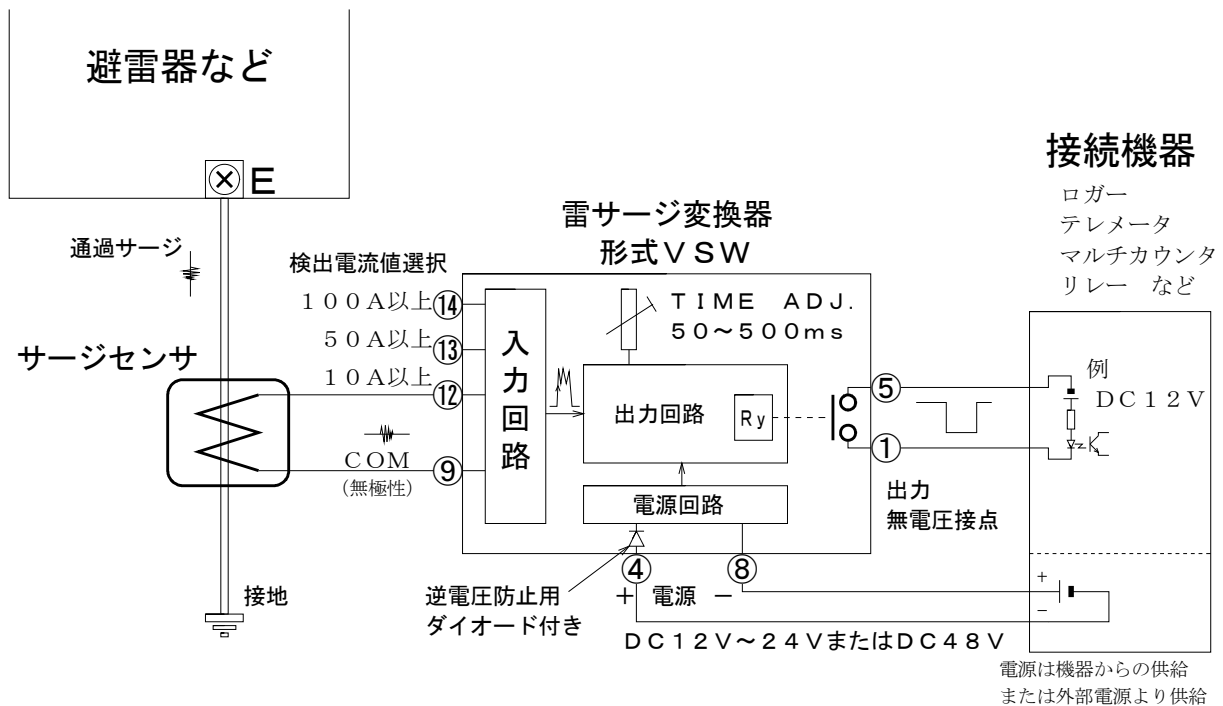 避雷器など
E
通過サージ
サージセンサ
接地
検出電流値選択
１００Ａ以上⑭
５０Ａ以上⑬
１０Ａ以上⑫
COM
(無極性)
⑨
雷サージ変換器
形式ＶＳＷ
入力回路
ＴＩＭＥ　ＡＤＪ．
５０～５００ｍｓ
出力回路
Ｒｙ
電源回路
⑤
①
出力
無電圧接点
④
⑧
＋ 電源 －
逆電圧防止用
ダイオード付き
ＤＣ１２Ｖ～２４ＶまたはＤＣ４８Ｖ
接続機器
ロガー
テレメータ
マルチカウンタ
リレー　など
例
ＤＣ１２Ｖ
+
−
電源は機器からの供給
または外部電源より供給